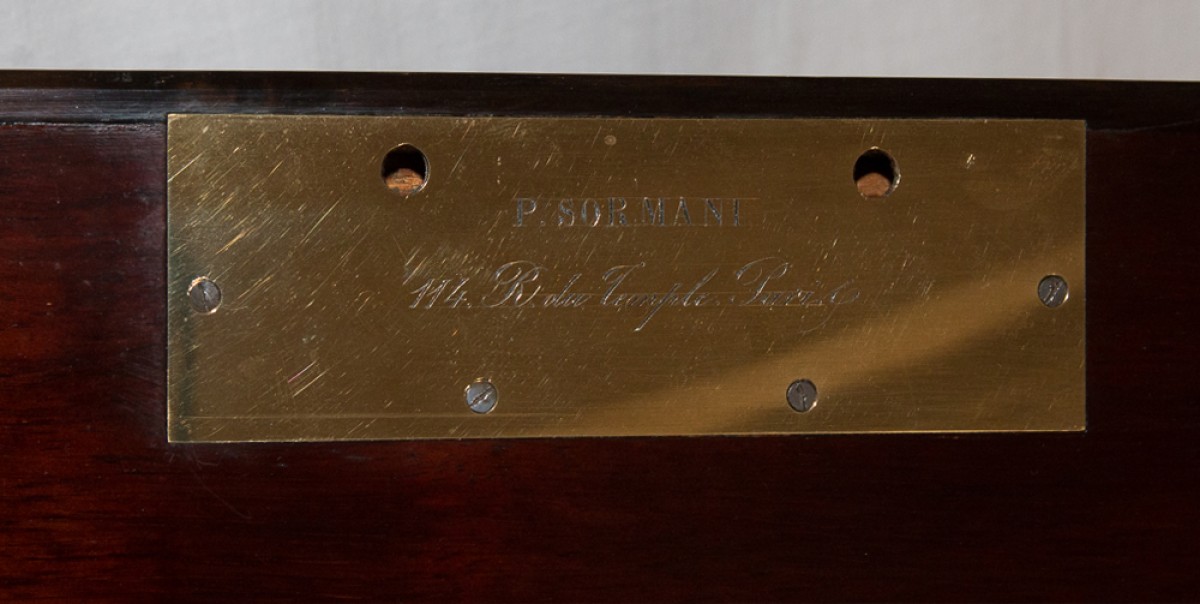 P. SORMANI
114. R. du Temple. Paris